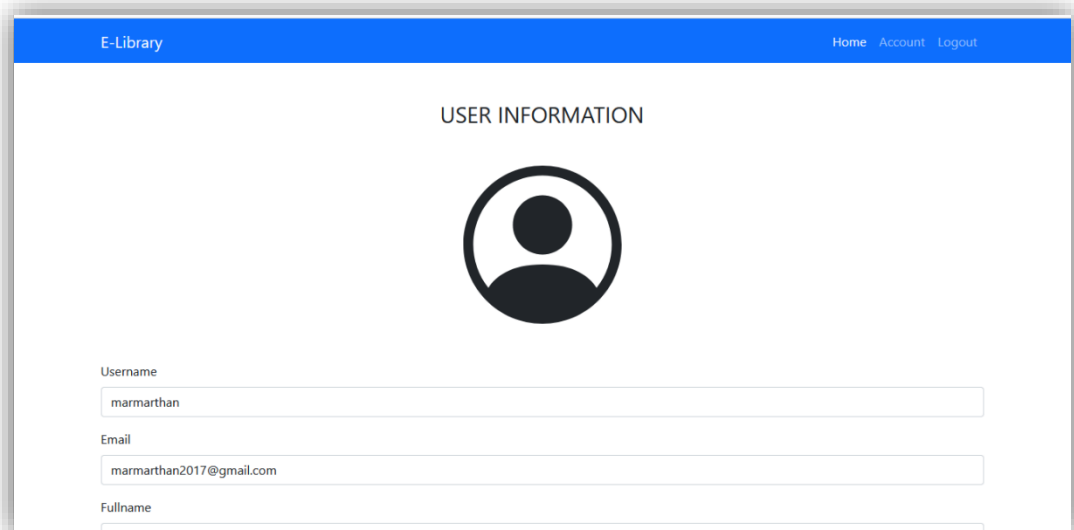 E-Library Home Account Logout
USER INFORMATION
Username
marmarthan
Email
marmarthan2017@gmail.com
Fullname